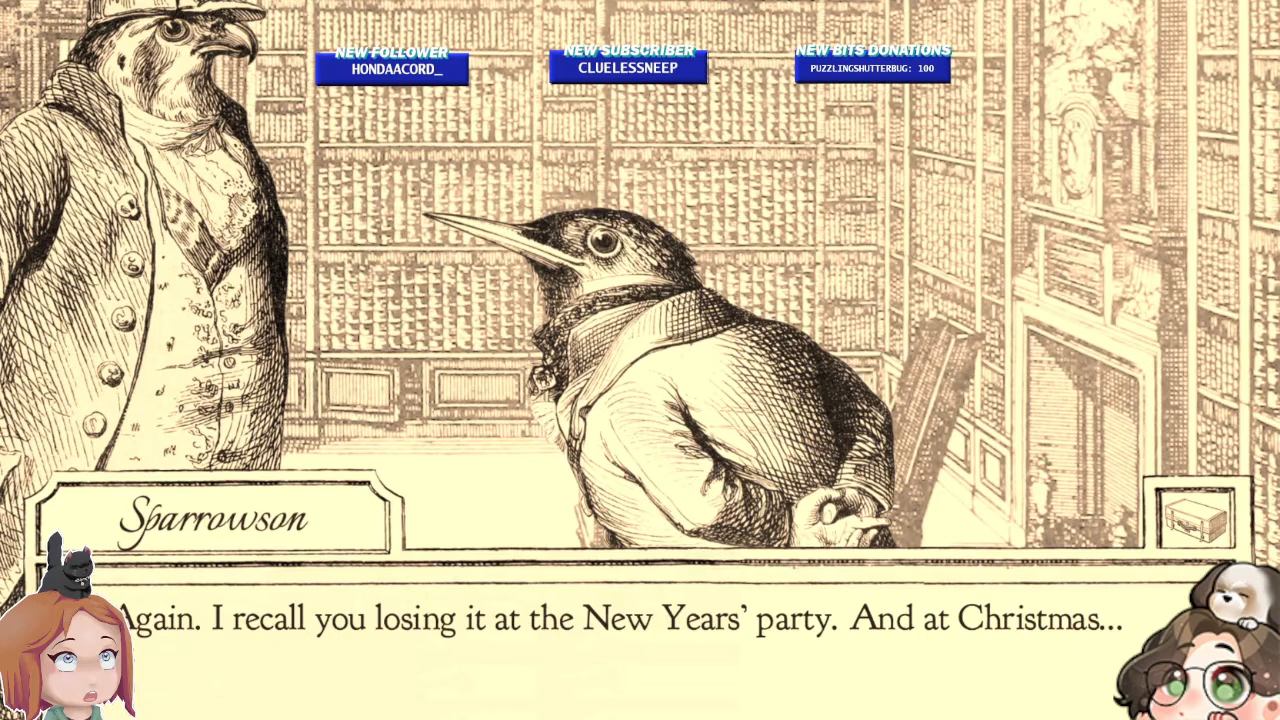 NEW FOLLOWER
HONDAACORD_
NEW SUBSCRIBER
CLUELESSNEEP
NEW BITS DONATIONS
PUZZLINGSHUTTERBUG: 100
Sparrowson
Again. I recall you losing it at the New Years' party. And at Christmas...